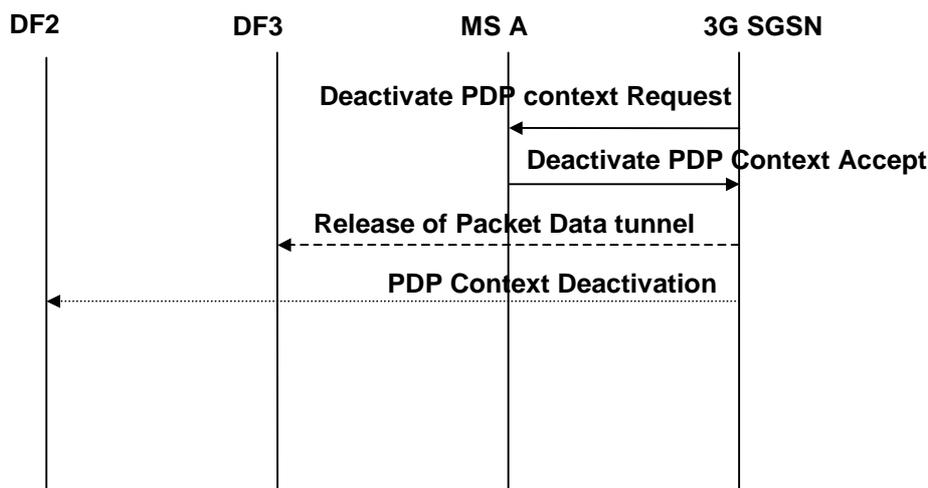 DF2 DF3 MS A 3G SGSN
Deactivate PDP context Request
Deactivate PDP Context Accept
Release of Packet Data tunnel
PDP Context Deactivation